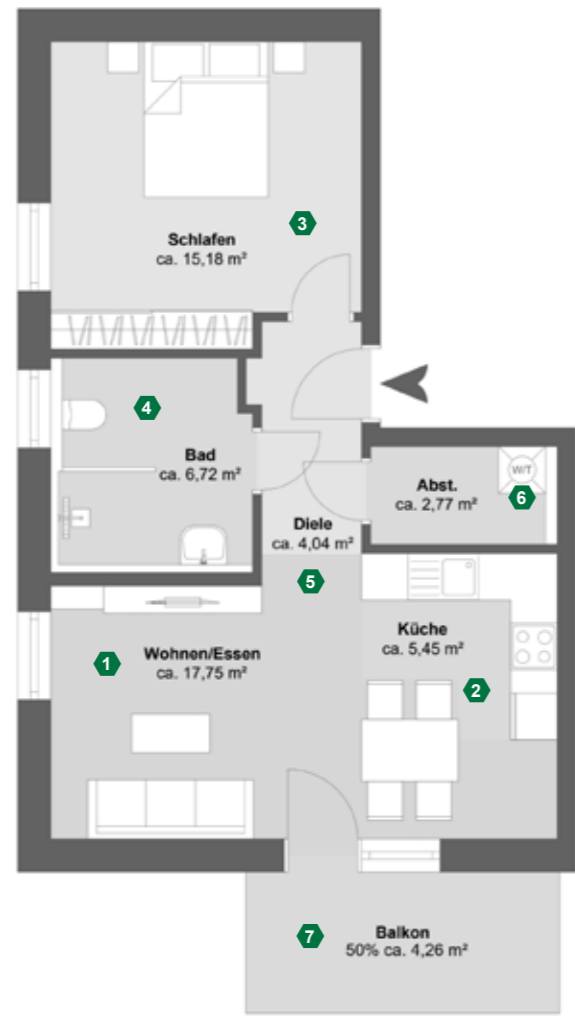 3
Schlafen
ca. 15,18 m²
4
Bad
ca. 6,72 m²
W/T
Abst.
ca. 2,77 m²
6
Diele
ca. 4,04 m²
5
Küche
ca. 5,45 m²
2
Wohnen/Essen
ca. 17,75 m²
1
7
Balkon
50% ca. 4,26 m²